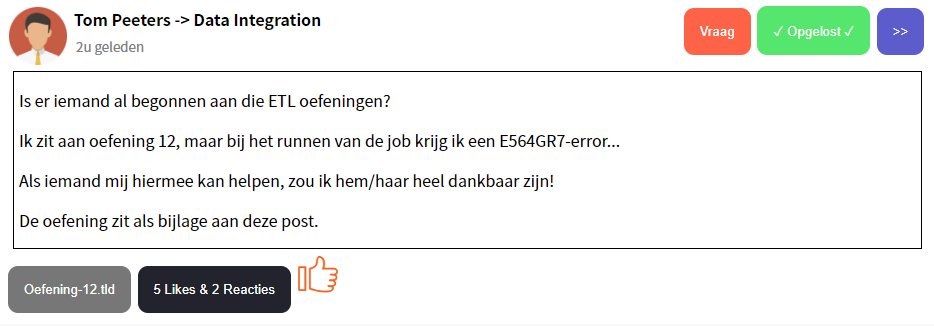 Tom Peeters -> Data Integration
2u geleden
Vraag
✓ Opgelost ✓
>>
Is er iemand al begonnen aan die ETL oefeningen?
Ik zit aan oefening 12, maar bij het runnen van de job krijg ik een E564GR7-error...
Als iemand mij hiermee kan helpen, zou ik hem/haar heel dankbaar zijn!
De oefening zit als bijlage aan deze post.
Oefening-12.tld
5 Likes & 2 Reacties